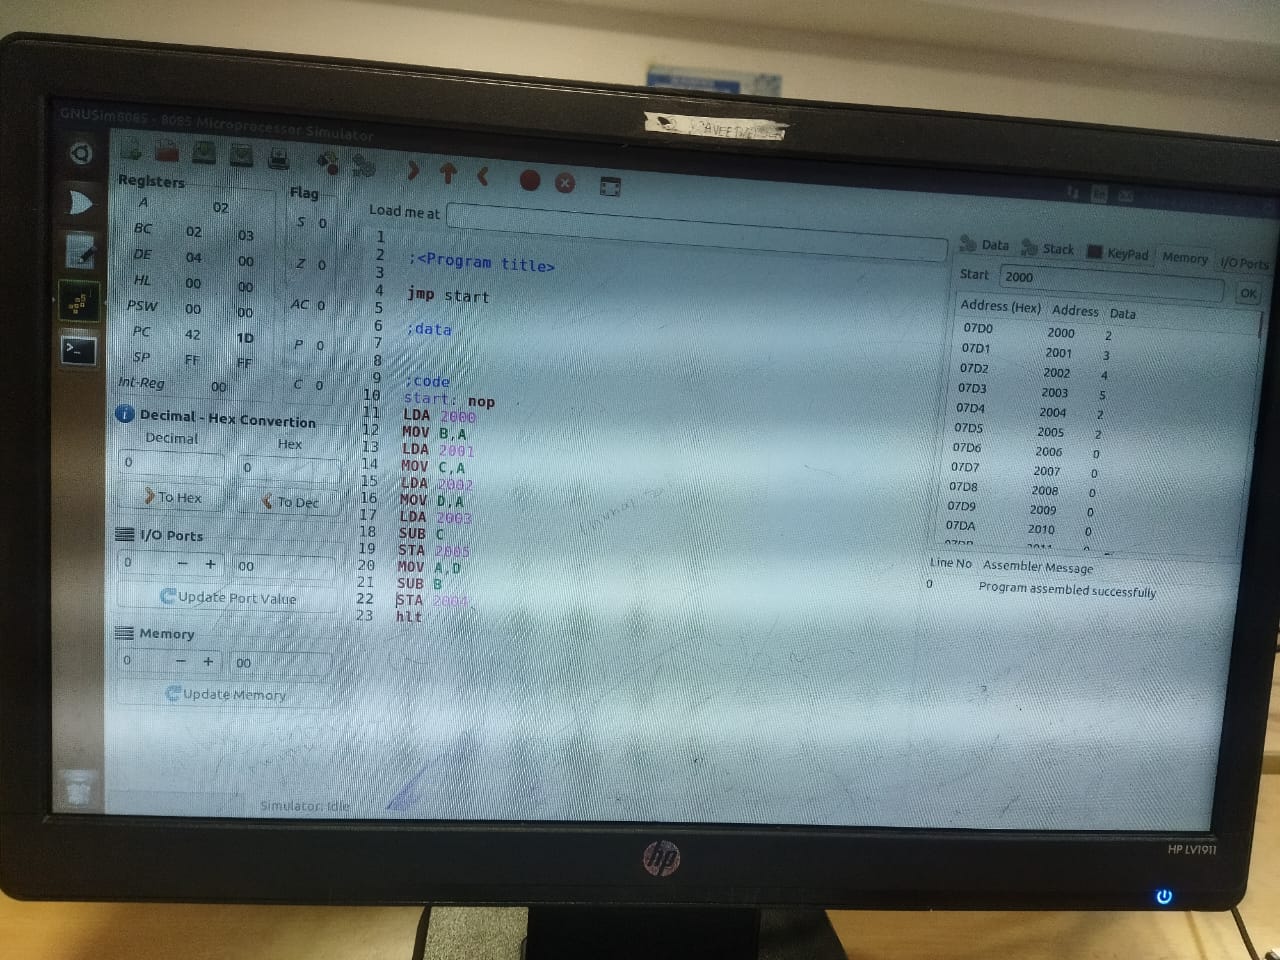 GNUSim8085 - 8085 Microprocessor Simulator
Registers
A 02
BC 02 03
DE 04 00
HL 00 00
PSW 00 00
PC 42 1D
SP FF FF
Int-Reg 00
Flag
S 0
Z 0
AC 0
P 0
C 0
Decimal - Hex Convertion
Decimal Hex
0 0
To Hex To Dec
I/O Ports
0 - + 00
Update Port Value
Memory
0 - + 00
Update Memory
Load me at
1
2 ;<Program title>
3
4 jmp start
5
6 ;data
7
8
9 ;code
10 start: nop
11 LDA 2000
12 MOV B,A
13 LDA 2001
14 MOV C,A
15 LDA 2002
16 MOV D,A
17 LDA 2003
18 SUB C
19 STA 2005
20 MOV A,D
21 SUB B
22 STA 2004
23 hlt
Simulator: Idle
En
Data Stack KeyPad Memory I/O Ports
Start 2000 OK
Address (Hex) Address Data
07D0 2000 2
07D1 2001 3
07D2 2002 4
07D3 2003 5
07D4 2004 2
07D5 2005 2
07D6 2006 0
07D7 2007 0
07D8 2008 0
07D9 2009 0
07DA 2010 0
Line No Assembler Message
0 Program assembled successfully
hp
HP LV1911